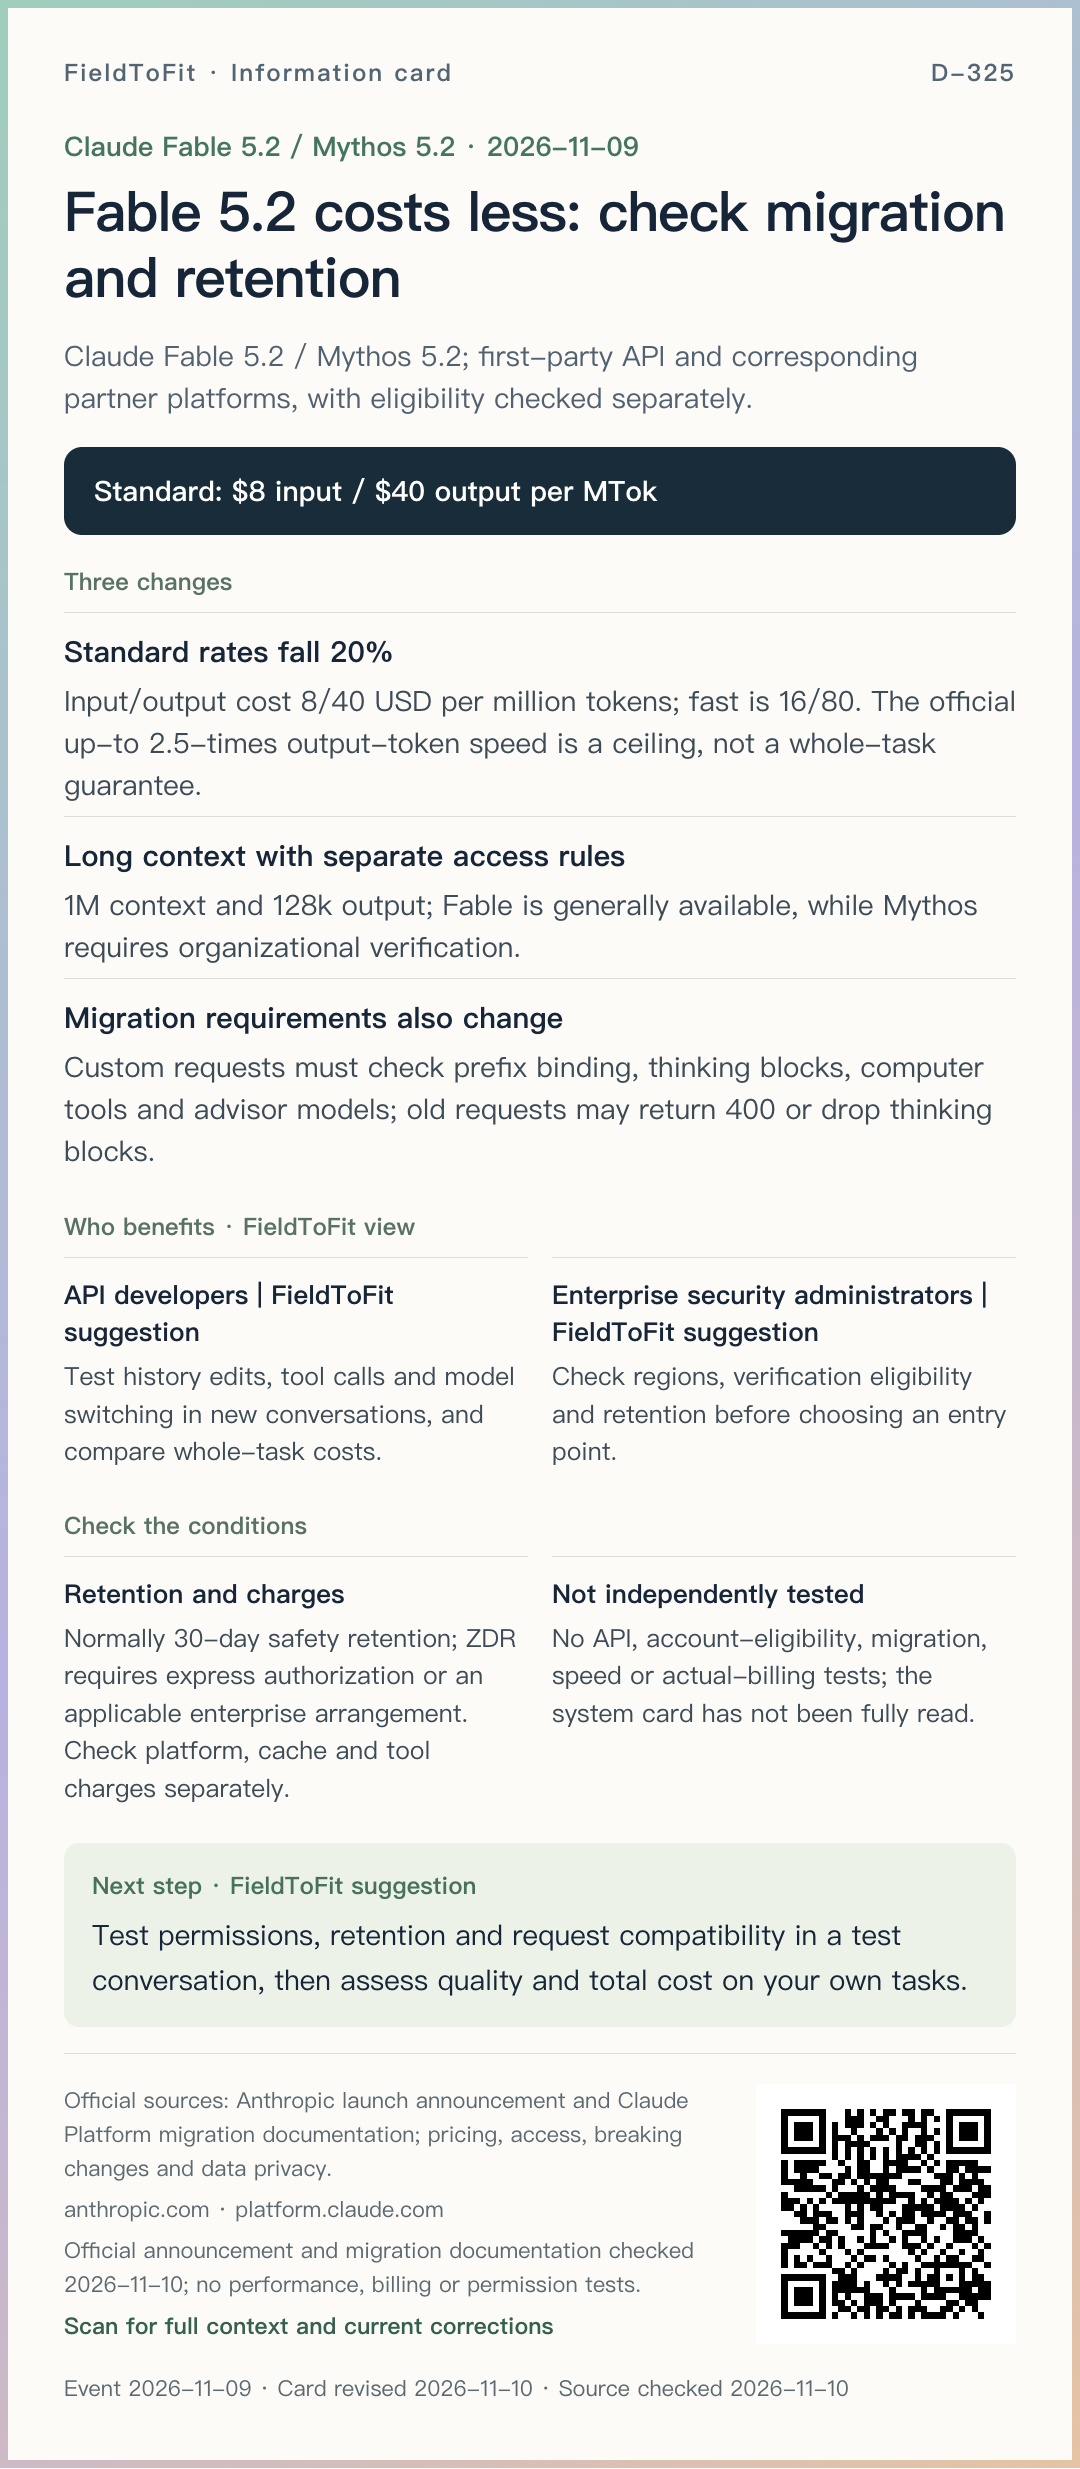 FieldToFit · Information card
D–325
Claude Fable 5.2 / Mythos 5.2 · 2026–11–09
Fable 5.2 costs less: check migration
and retention
Claude Fable 5.2 / Mythos 5.2; first–party API and corresponding
partner platforms, with eligibility checked separately.
Standard: $8 input / $40 output per MTok
Three changes
Standard rates fall 20%
Input/output cost 8/40 USD per million tokens; fast is 16/80. The official
up–to 2.5–times output–token speed is a ceiling, not a whole–task
guarantee.
Long context with separate access rules
1M context and 128k output; Fable is generally available, while Mythos
requires organizational verification.
Migration requirements also change
Custom requests must check prefix binding, thinking blocks, computer
tools and advisor models; old requests may return 400 or drop thinking
blocks.
Who benefits · FieldToFit view
API developers | FieldToFit
suggestion
Test history edits, tool calls and model
switching in new conversations, and
compare whole–task costs.
Enterprise security administrators |
FieldToFit suggestion
Check regions, verification eligibility
and retention before choosing an entry
point.
Check the conditions
Retention and charges
Normally 30–day safety retention; ZDR
requires express authorization or an
applicable enterprise arrangement.
Check platform, cache and tool
charges separately.
Not independently tested
No API, account–eligibility, migration,
speed or actual–billing tests; the
system card has not been fully read.
Next step · FieldToFit suggestion
Test permissions, retention and request compatibility in a test
conversation, then assess quality and total cost on your own tasks.
Official sources: Anthropic launch announcement and Claude
Platform migration documentation; pricing, access, breaking
changes and data privacy.
anthropic.com · platform.claude.com
Official announcement and migration documentation checked
2026–11–10; no performance, billing or permission tests.
Scan for full context and current corrections
Event 2026–11–09 · Card revised 2026–11–10 · Source checked 2026–11–10